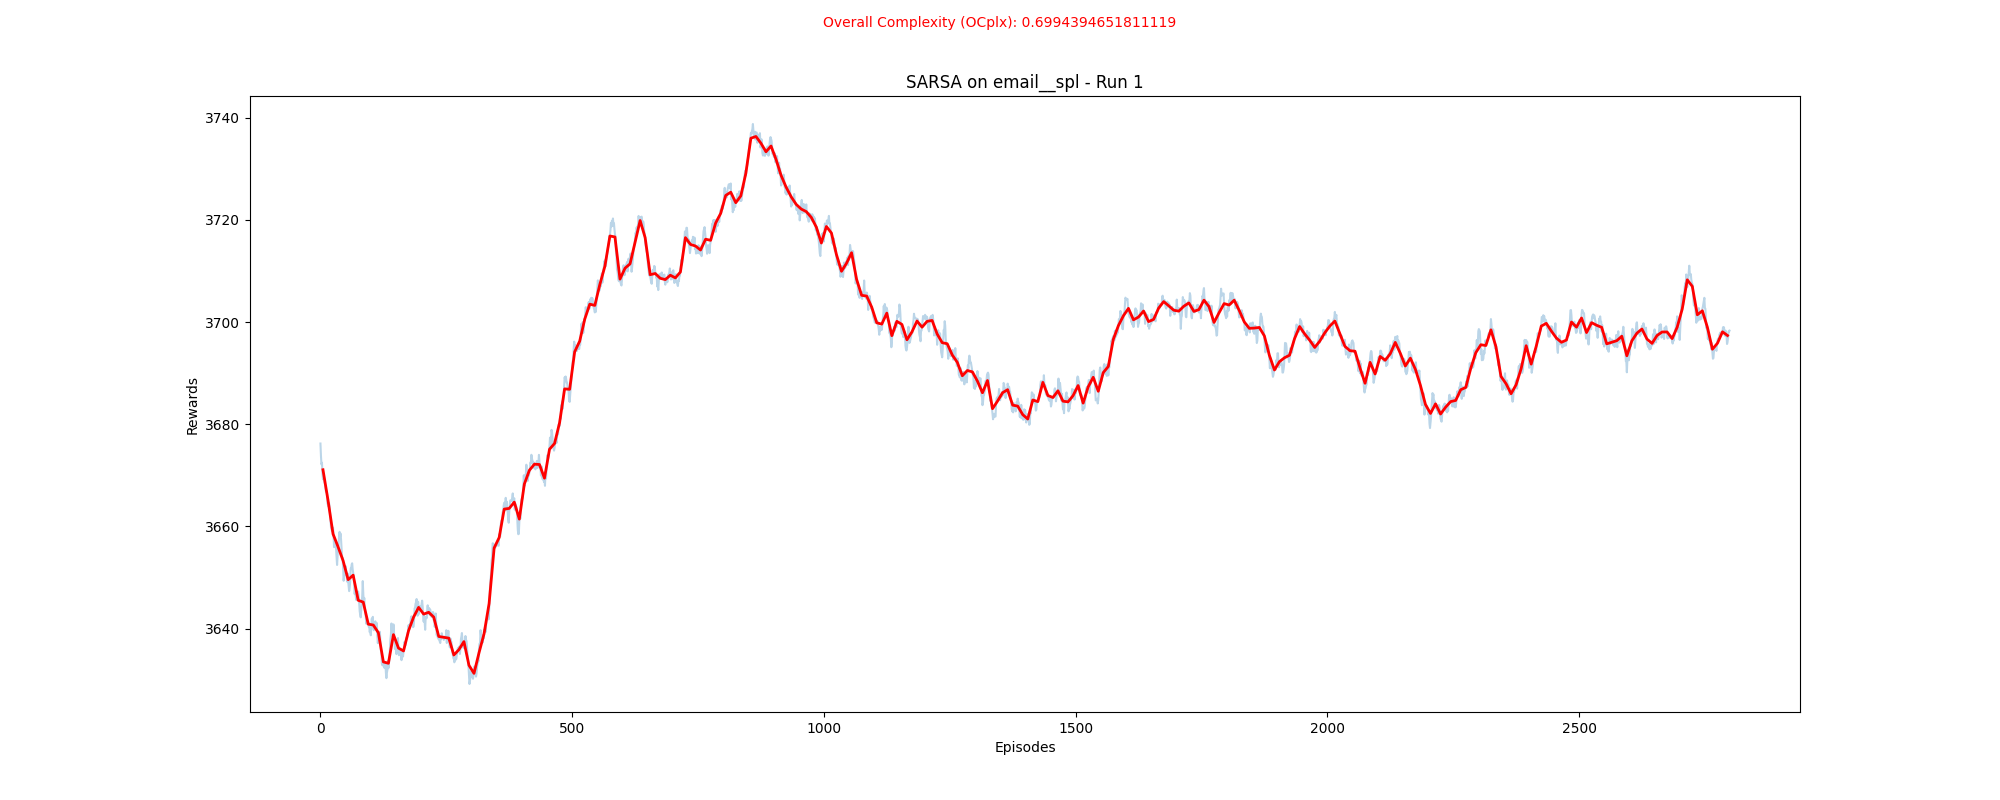 Overall Complexity (OCplx): 0.6994394651811119
SARSA on email__spl - Run 1
3740
3720
3700
3680
3660
3640
Rewards
0 500 1000 1500 2000 2500
Episodes